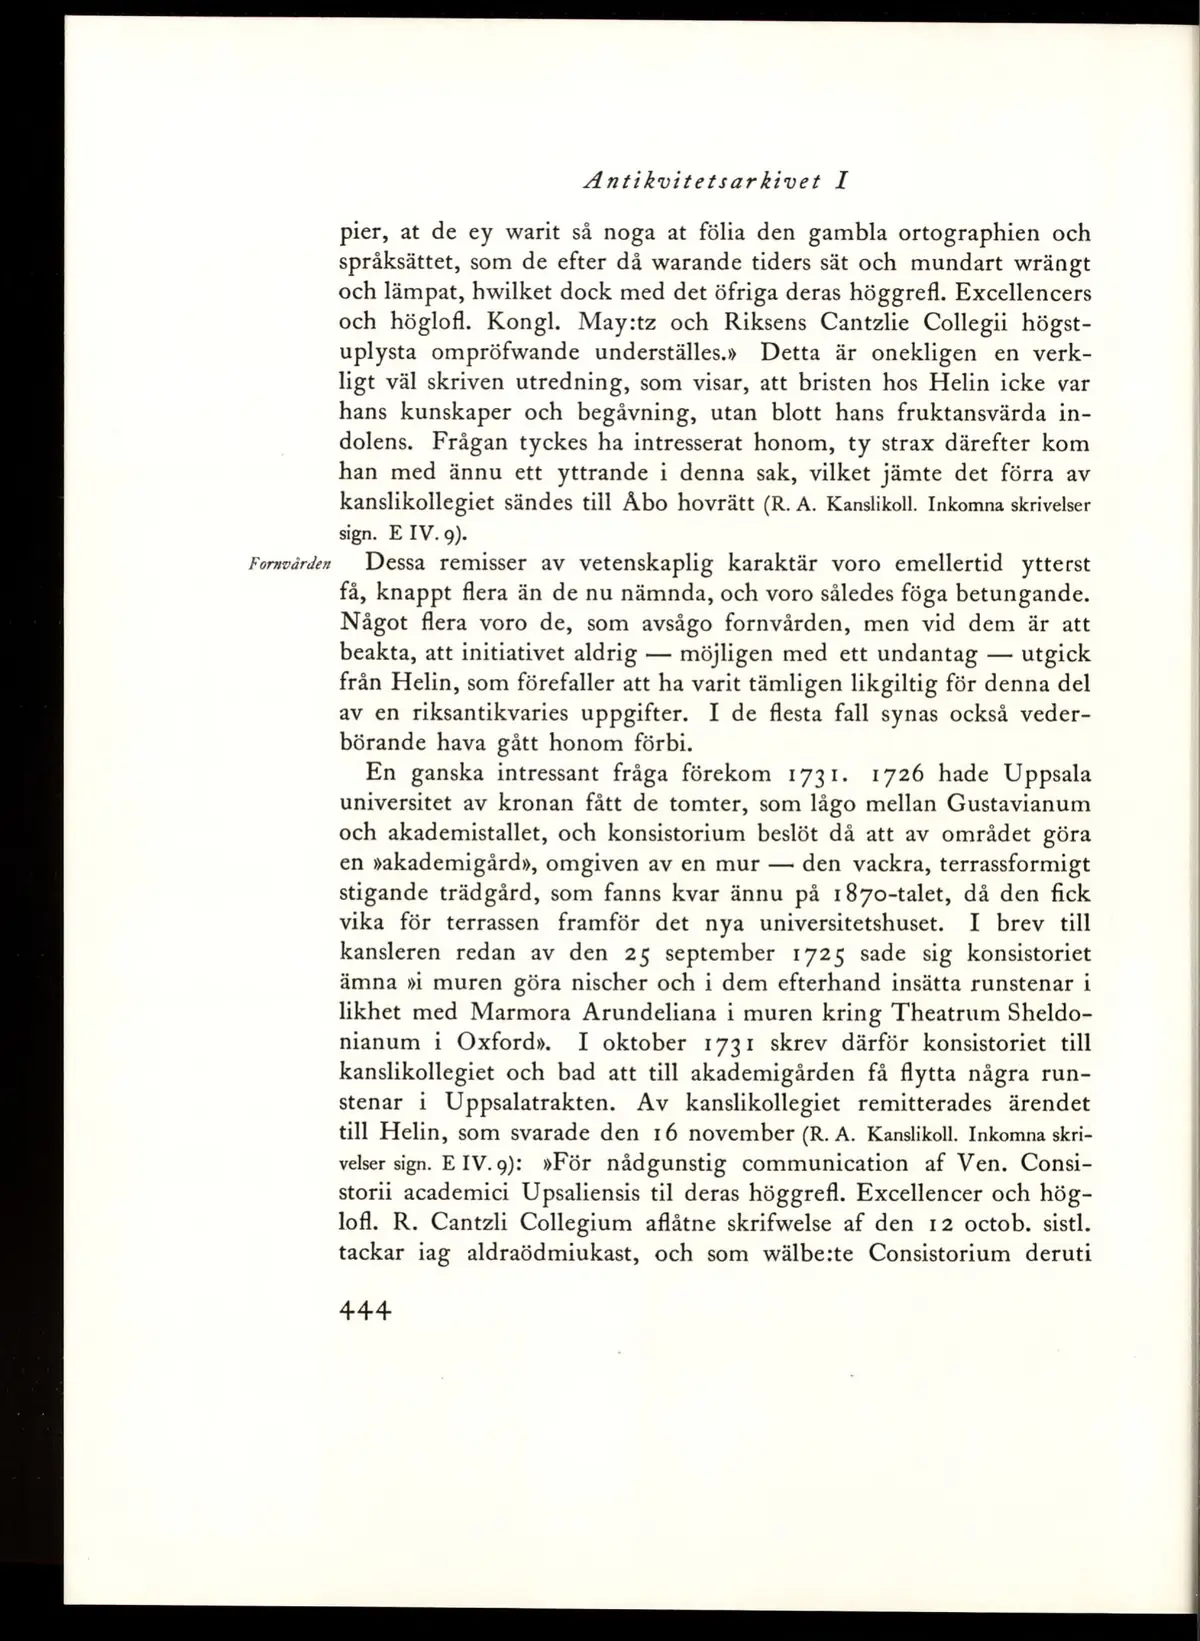 Antikvitetsarkivet I
pier, at de ey warit så noga at fölia den gambla ortographien och
språksättet, som de efter då warande tiders sät och mundart wrängt
och lämpat, hwilket dock med det öfriga deras höggrefl. Excellencers
och höglofl. Kongl. May:tz och Riksens Cantzlie Collegii högst-
uplysta ompröfwande underställes.» Detta är onekligen en verk-
ligt väl skriven utredning, som visar, att bristen hos Helin icke var
hans kunskaper och begåvning, utan blott hans fruktansvärda in-
dolens. Frågan tyckes ha intresserat honom, ty strax därefter kom
han med ännu ett yttrande i denna sak, vilket jämte det förra av
kanslikollegiet sändes till Åbo hovrätt (R. A. Kanslikoll. Inkomna skrivelser
sign. E IV. 9).
Fornvården Dessa remisser av vetenskaplig karaktär voro emellertid ytterst
få, knappt flera än de nu nämnda, och voro således föga betungande.
Något flera voro de, som avsågo fornvården, men vid dem är att
beakta, att initiativet aldrig — möjligen med ett undantag — utgick
från Helin, som förefaller att ha varit tämligen likgiltig för denna del
av en riksantikvaries uppgifter. I de flesta fall synas också veder-
börande hava gått honom förbi.
En ganska intressant fråga förekom 1731. 1726 hade Uppsala
universitet av kronan fått de tomter, som lågo mellan Gustavianum
och akademistallet, och konsistorium beslöt då att av området göra
en »akademigård», omgiven av en mur — den vackra, terrassformigt
stigande trädgård, som fanns kvar ännu på 1870-talet, då den fick
vika för terrassen framför det nya universitetshuset. I brev till
kansleren redan av den 25 september 1725 sade sig konsistoriet
ämna »i muren göra nischer och i dem efterhand insätta runstenar i
likhet med Marmora Arundeliana i muren kring Theatrum Sheldo-
nianum i Oxford». I oktober 1731 skrev därför konsistoriet till
kanslikollegiet och bad att till akademigården få flytta några run-
stenar i Uppsalatrakten. Av kanslikollegiet remitterades ärendet
till Helin, som svarade den 16 november (R. A. Kanslikoll. Inkomna skri-
velser sign. E IV. 9): »För nådgunstig communication af Ven. Consi-
storii academici Upsaliensis til deras höggrefl. Excellencer och hög-
lofl. R. Cantzli Collegium aflåtne skrifwelse af den 12 octob. sistl.
tackar iag aldraödmiukast, och som wälbe:te Consistorium deruti
444